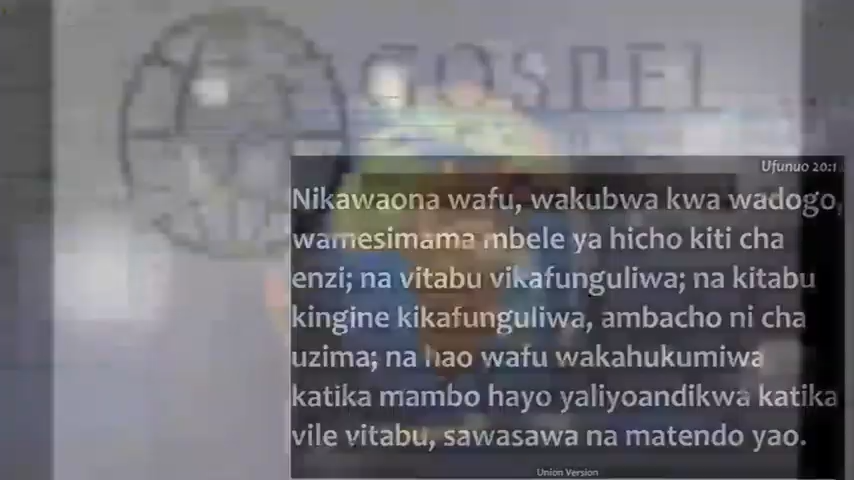 GOSPEL
Ufunuo 20:1
Nikawaona wafu, wakubwa kwa wadogo,
wamesimama mbele ya hicho kiti cha
enzi; na vitabu vikafunguliwa; na kitabu
kingine kikafunguliwa, ambacho ni cha
uzima; na hao wafu wakahukumiwa
katika mambo hayo yaliyoandikwa katika
vile vitabu, sawasawa na matendo yao.
Union Version